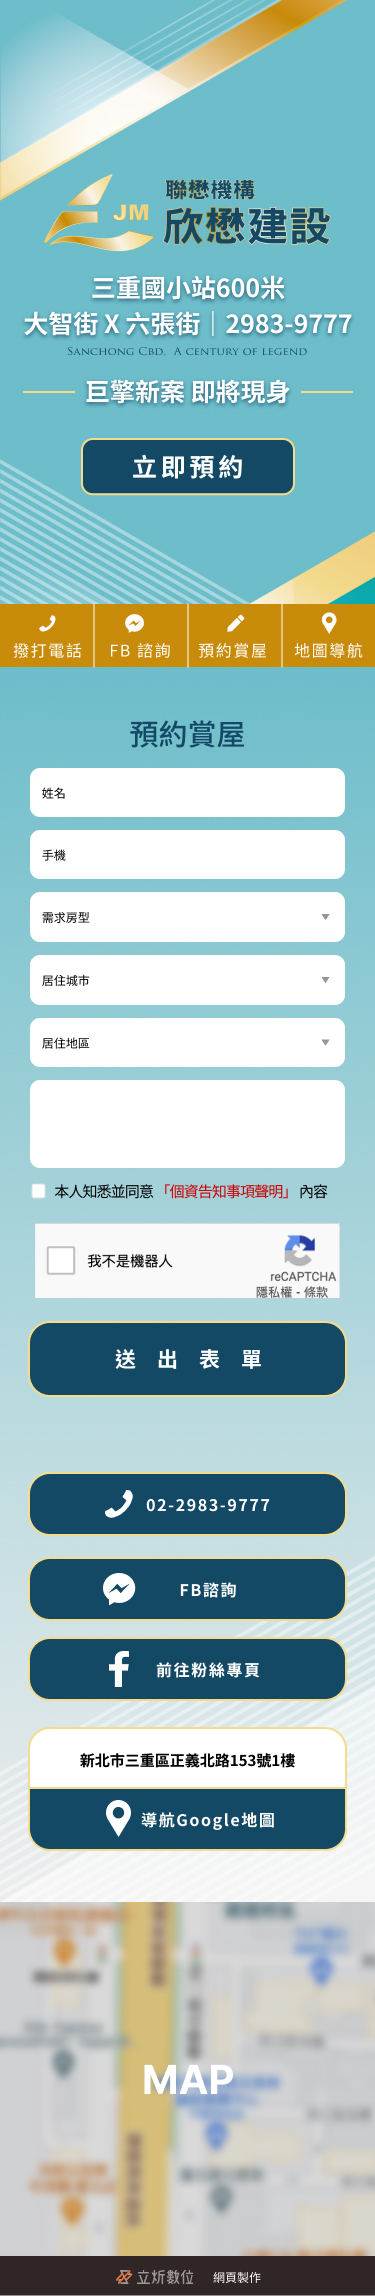 聯懋機構
JM
欣懋建設
三重國小站600米
大智街 X 六張街｜2983-9777
SANCHONG CBD. A CENTURY OF LEGEND
巨擎新案 即將現身
立即預約
撥打電話
FB 諮詢
預約賞屋
地圖導航
預約賞屋
姓名
手機
需求房型
居住城市
居住地區
本人知悉並同意「個資告知事項聲明」內容
我不是機器人
reCAPTCHA
隱私權 - 條款
送出表單
02-2983-9777
FB諮詢
前往粉絲專頁
新北市三重區正義北路153號1樓
導航Google地圖
MAP
立炘數位 網頁製作